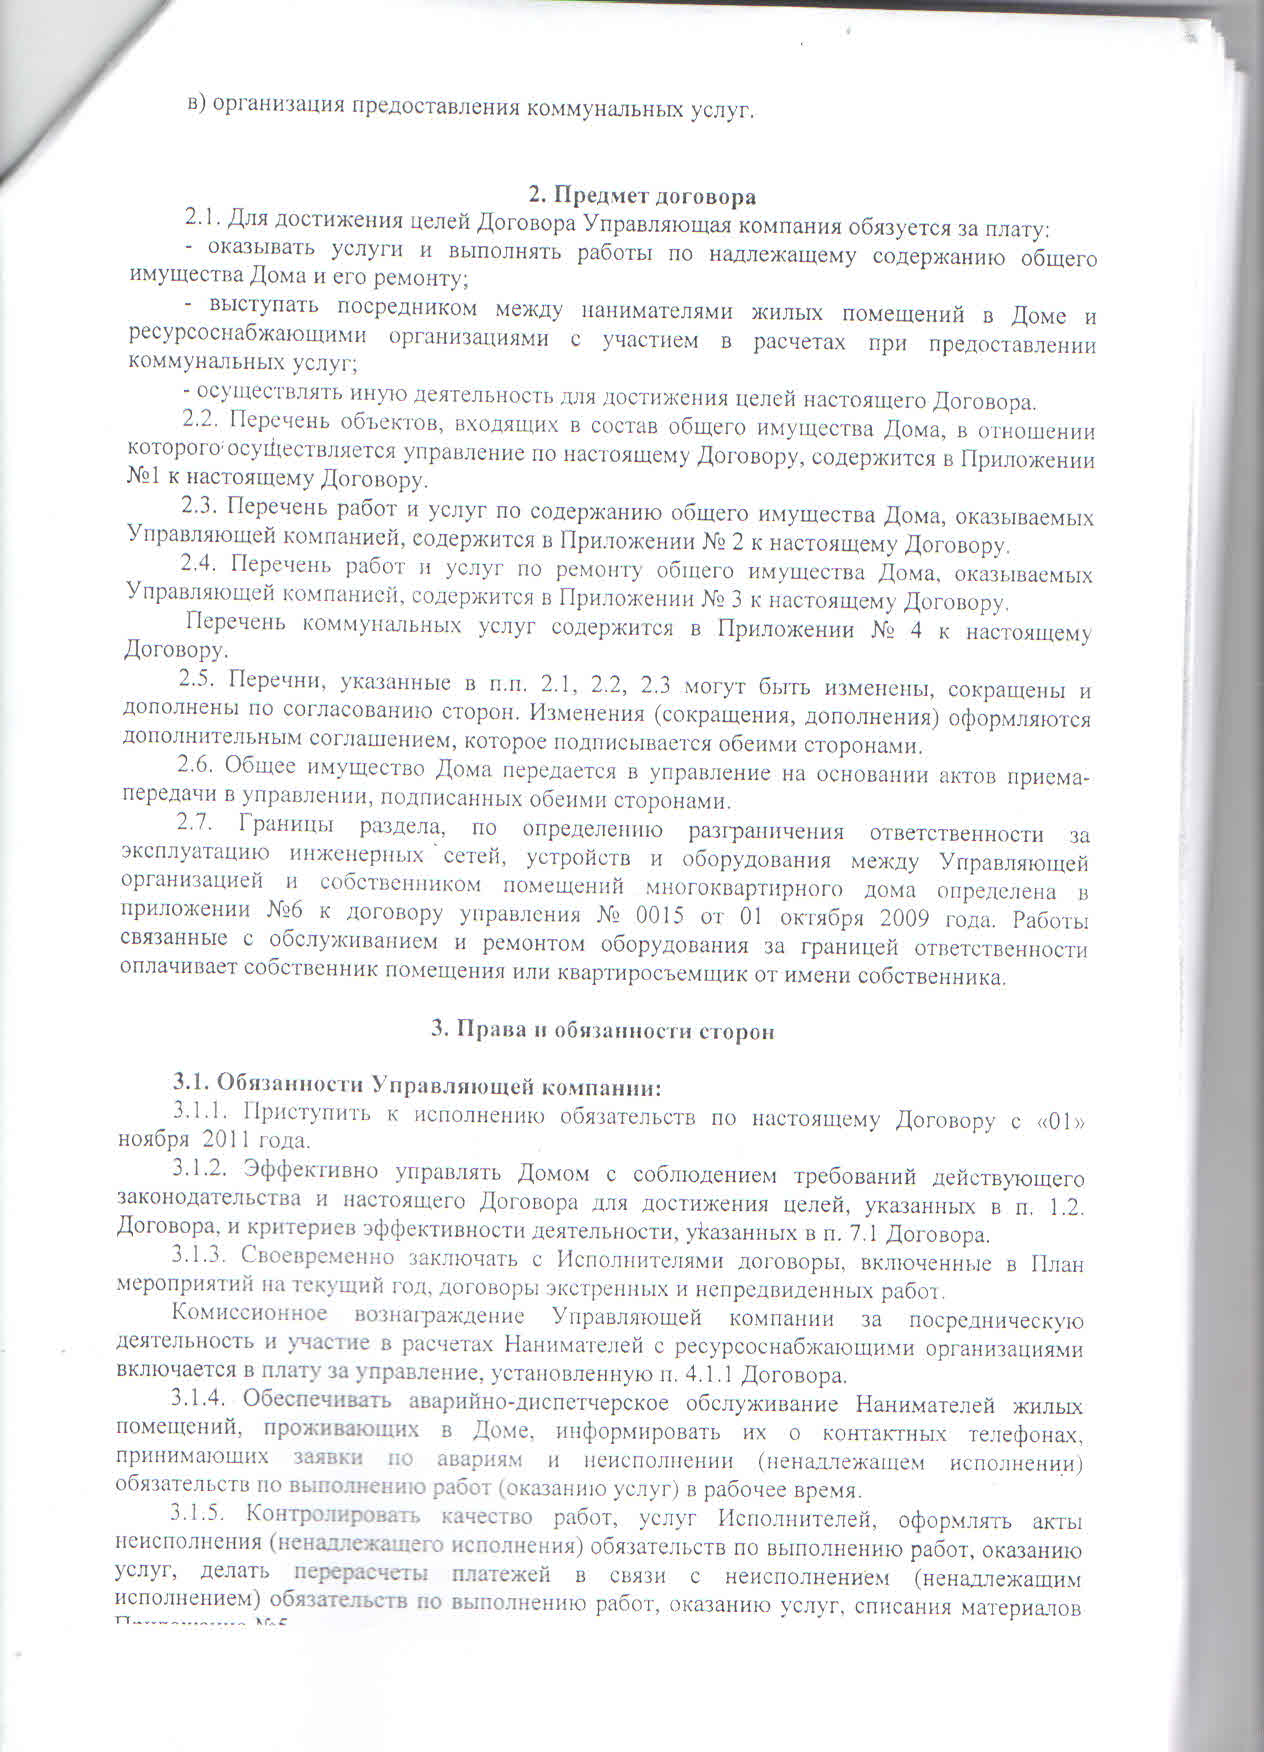 в) организация предоставления коммунальных услуг.
2. Предмет договора
2.1. Для достижения целей Договора Управляющая компания обязуется за плату:
- оказывать услуги и выполнять работы по надлежащему содержанию общего
имущества Дома и его ремонту;
- выступать посредником между нанимателями жилых помещений в Доме и
ресурсоснабжающими организациями с участием в расчетах при предоставлении
коммунальных услуг;
- осуществлять иную деятельность для достижения целей настоящего Договора.
2.2. Перечень объектов, входящих в состав общего имущества Дома, в отношении
которого осуществляется управление по настоящему Договору, содержится в Приложении
№1 к настоящему Договору.
2.3. Перечень работ и услуг по содержанию общего имущества Дома, оказываемых
Управляющей компанией, содержится в Приложении № 2 к настоящему Договору.
2.4. Перечень работ и услуг по ремонту общего имущества Дома, оказываемых
Управляющей компанией, содержится в Приложении № 3 к настоящему Договору.
Перечень коммунальных услуг содержится в Приложении № 4 к настоящему
Договору.
2.5. Перечни, указанные в п.п. 2.1, 2.2, 2.3 могут быть изменены, сокращены и
дополнены по согласованию сторон. Изменения (сокращения, дополнения) оформляются
дополнительным соглашением, которое подписывается обеими сторонами.
2.6. Общее имущество Дома передается в управление на основании актов приема-
передачи в управлении, подписанных обеими сторонами.
2.7. Границы раздела, по определению разграничения ответственности за
эксплуатацию инженерных сетей, устройств и оборудования между Управляющей
организацией и собственником помещений многоквартирного дома определена в
приложении №6 к договору управления № 0015 от 01 октября 2009 года. Работы
связанные с обслуживанием и ремонтом оборудования за границей ответственности
оплачивает собственник помещения или квартиросъемщик от имени собственника.
3. Права и обязанности сторон
3.1. Обязанности Управляющей компании:
3.1.1. Приступить к исполнению обязательств по настоящему Договору с «01»
ноября 2011 года.
3.1.2. Эффективно управлять Домом с соблюдением требований действующего
законодательства и настоящего Договора для достижения целей, указанных в п. 1.2.
Договора, и критериев эффективности деятельности, указанных в п. 7.1 Договора.
3.1.3. Своевременно заключать с Исполнителями договоры, включенные в План
мероприятий на текущий год, договоры экстренных и непредвиденных работ.
Комиссионное вознаграждение Управляющей компании за посредническую
деятельность и участие в расчетах Нанимателей с ресурсоснабжающими организациями
включается в плату за управление, установленную п. 4.1.1 Договора.
3.1.4. Обеспечивать аварийно-диспетчерское обслуживание Нанимателей жилых
помещений, проживающих в Доме, информировать их о контактных телефонах,
принимающих заявки по авариям и неисполнении (ненадлежащем исполнении)
обязательств по выполнению работ (оказанию услуг) в рабочее время.
3.1.5. Контролировать качество работ, услуг Исполнителей, оформлять акты
неисполнения (ненадлежащего исполнения) обязательств по выполнению работ, оказанию
услуг, делать перерасчеты платежей в связи с неисполнением (ненадлежащим
исполнением) обязательств по выполнению работ, оказанию услуг, списания материалов